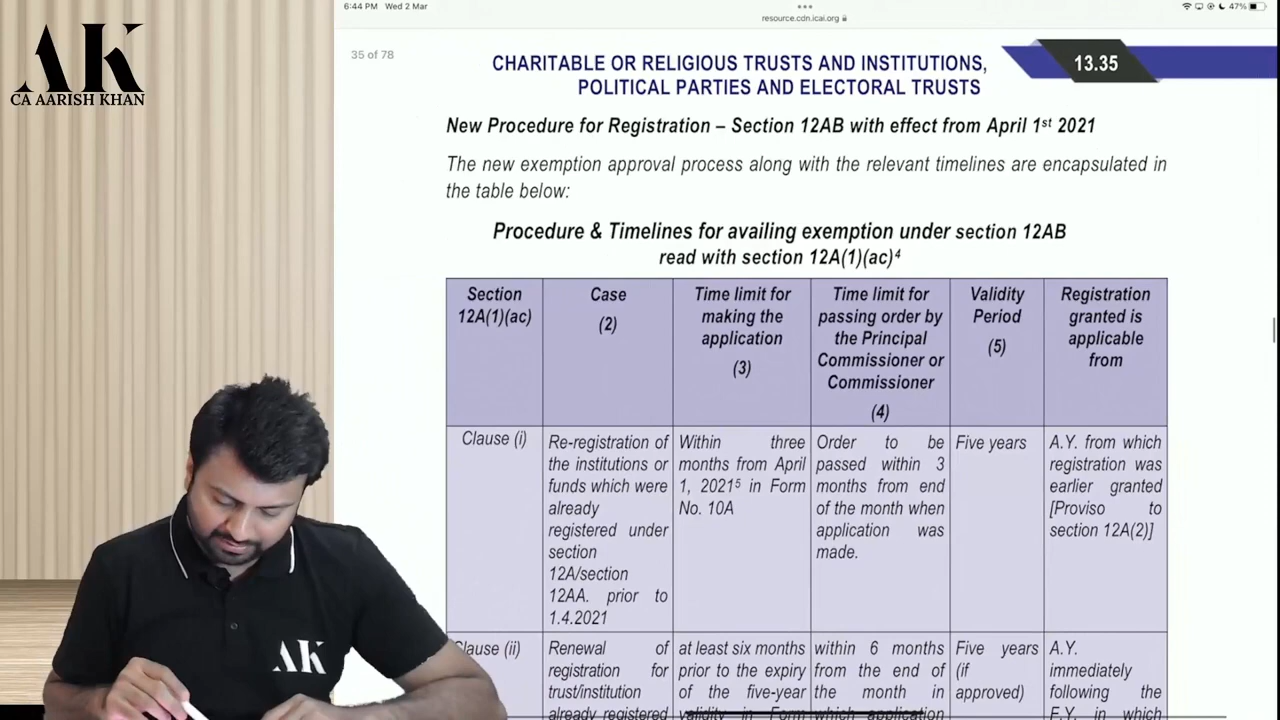 AK
CA AARISH KHAN
AK
6:44 PM Wed 2 Mar
resource.cdn.icai.org
47%
35 of 78
CHARITABLE OR RELIGIOUS TRUSTS AND INSTITUTIONS,
POLITICAL PARTIES AND ELECTORAL TRUSTS
13.35
New Procedure for Registration – Section 12AB with effect from April 1st 2021
The new exemption approval process along with the relevant timelines are encapsulated in
the table below:
Procedure & Timelines for availing exemption under section 12AB
read with section 12A(1)(ac)⁴
Section
12A(1)(ac)
Case
(2)
Time limit for
making the
application
(3)
Time limit for
passing order by
the Principal
Commissioner or
Commissioner
(4)
Validity
Period
(5)
Registration
granted is
applicable
from
Clause (i)
Re-registration of
the institutions or
funds which were
already
registered under
section
12A/section
12AA. prior to
1.4.2021
Within three
months from April
1, 2021⁵ in Form
No. 10A
Order to be
passed within 3
months from end
of the month when
application was
made.
Five years
A.Y. from which
registration was
earlier granted
[Proviso to
section 12A(2)]
Clause (ii)
Renewal of
registration for
trust/institution
already registered
at least six months
prior to the expiry
of the five-year
validity in Form
within 6 months
from the end of
the month in
which application
Five years
(if
approved)
A.Y.
immediately
following the
F.Y. in which